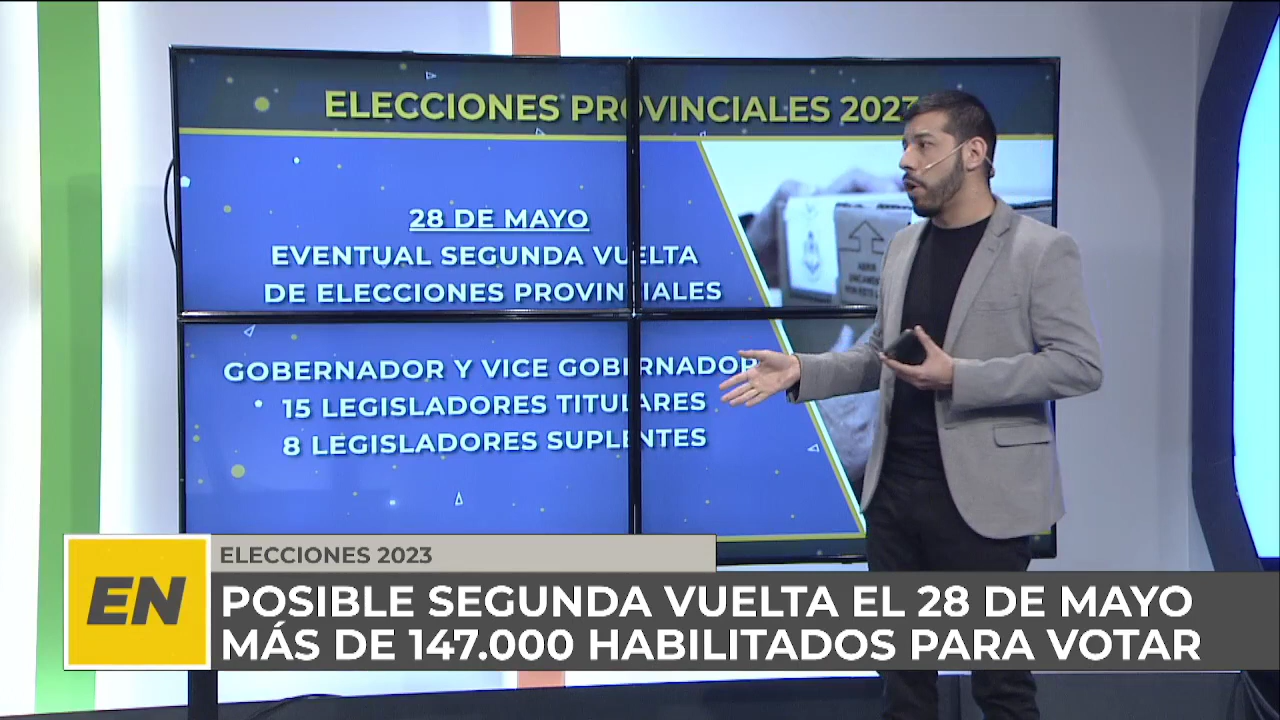 ELECCIONES PROVINCIALES 2023
28 DE MAYO
EVENTUAL SEGUNDA VUELTA
DE ELECCIONES PROVINCIALES
GOBERNADOR Y VICE GOBERNADOR
15 LEGISLADORES TITULARES
8 LEGISLADORES SUPLENTES
ELECCIONES 2023
EN
POSIBLE SEGUNDA VUELTA EL 28 DE MAYO
MÁS DE 147.000 HABILITADOS PARA VOTAR